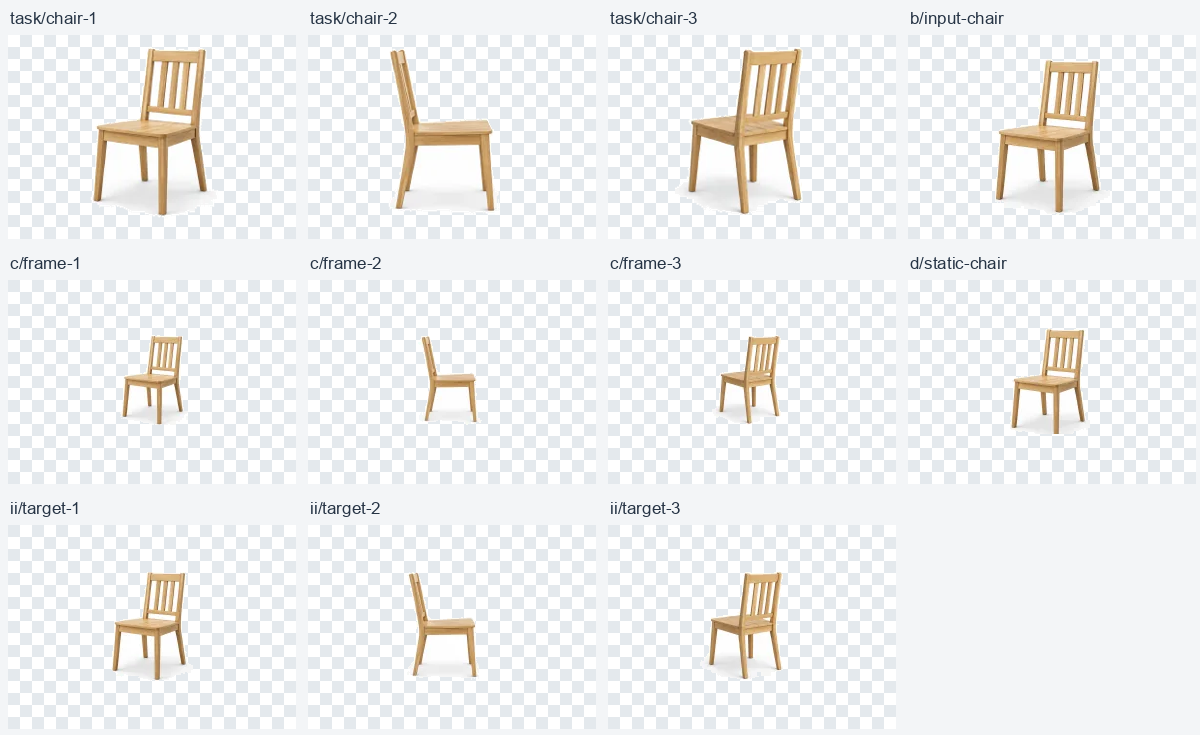 task/chair-1
task/chair-2
task/chair-3
b/input-chair
c/frame-1
c/frame-2
c/frame-3
d/static-chair
ii/target-1
ii/target-2
ii/target-3